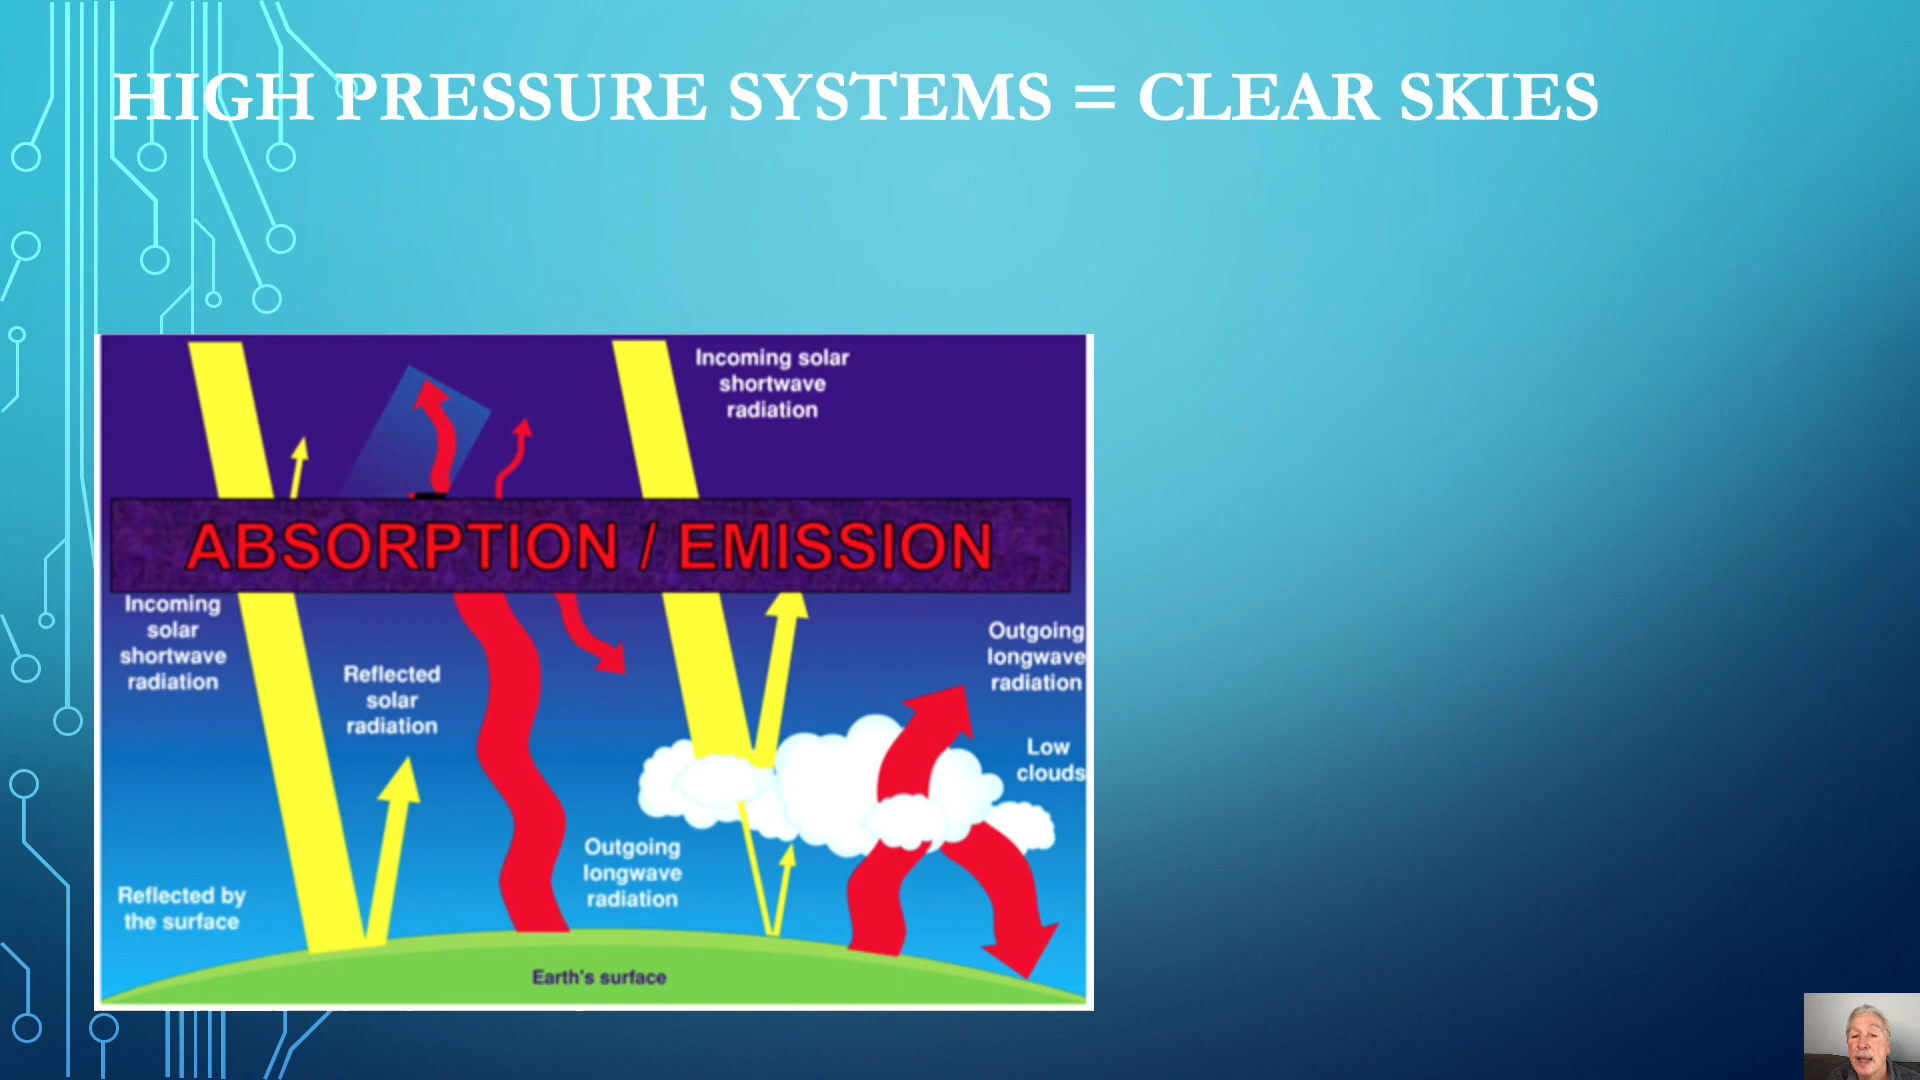 HIGH PRESSURE SYSTEMS = CLEAR SKIES
Incoming solar
shortwave
radiation
ABSORPTION / EMISSION
Incoming
solar
shortwave
radiation
Reflected
solar
radiation
Outgoing
longwave
radiation
Low
clouds
Outgoing
longwave
radiation
Reflected by
the surface
Earth's surface